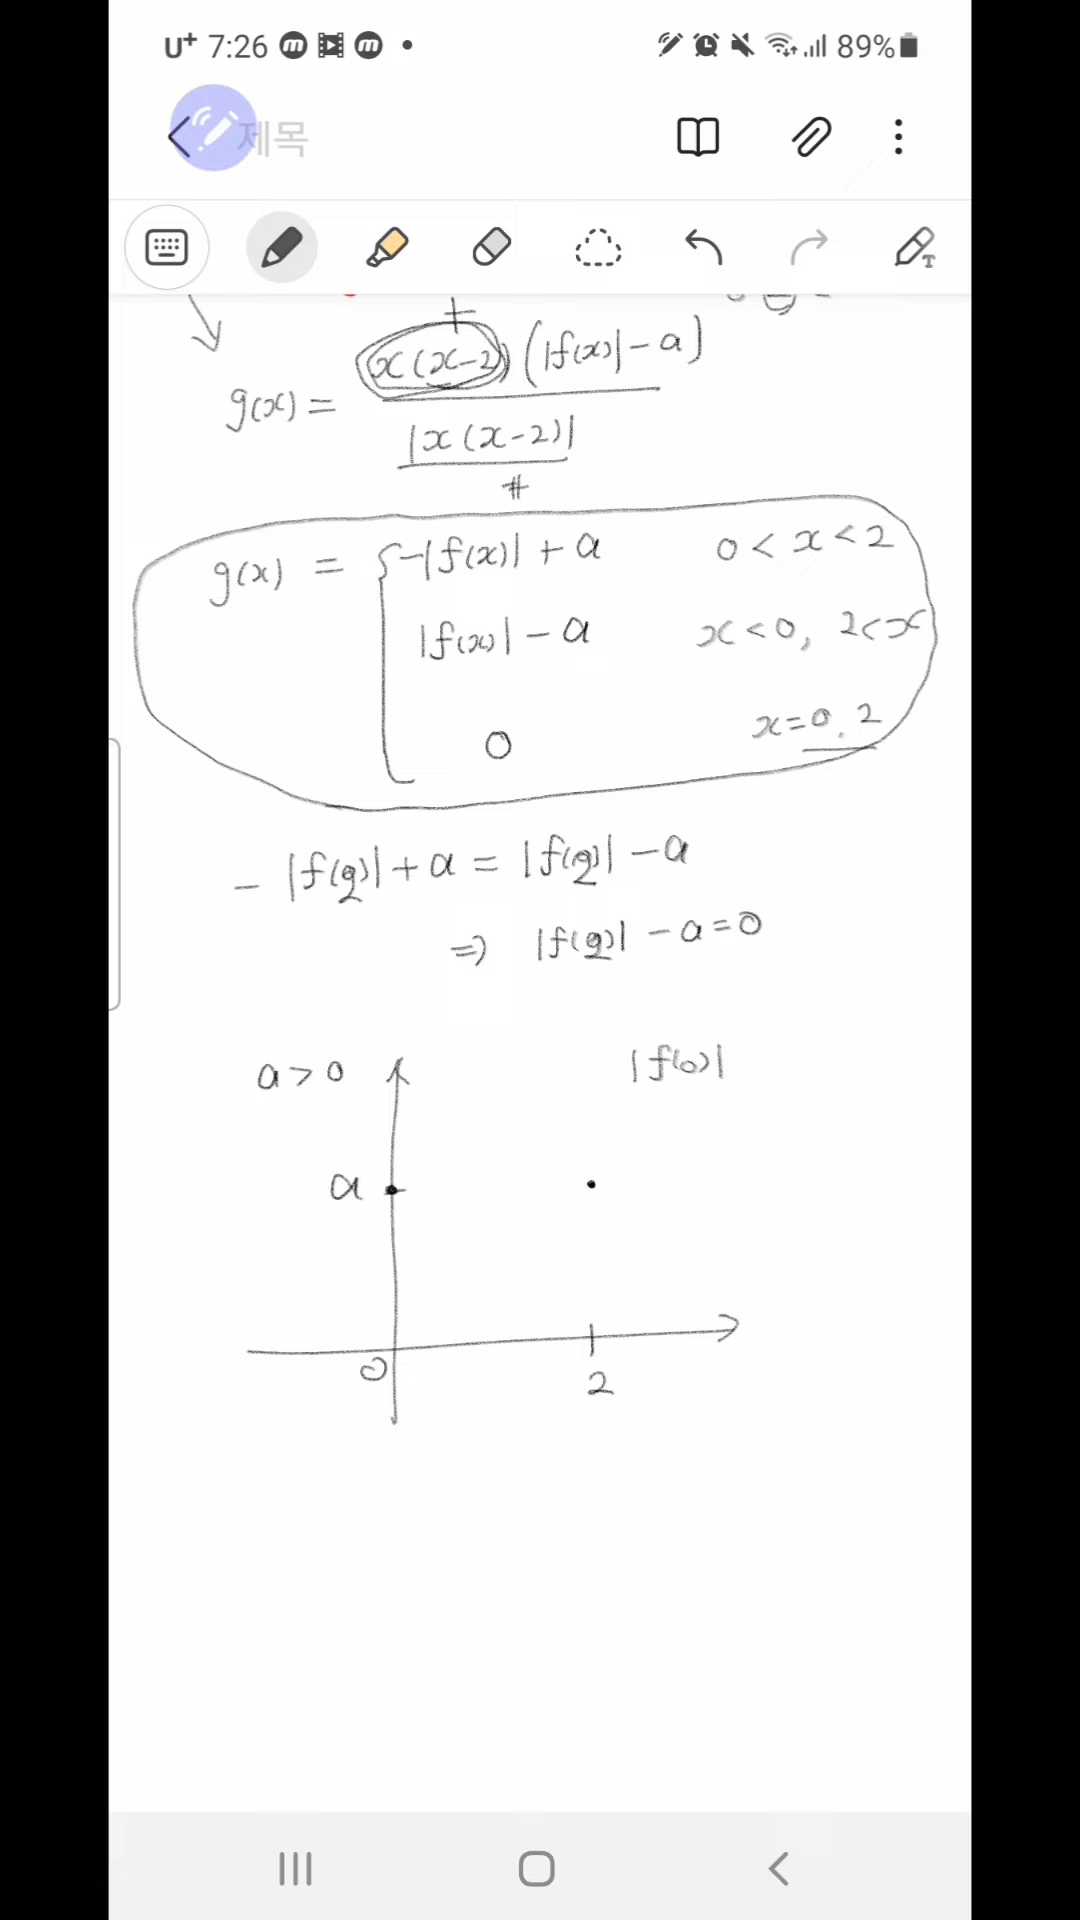 U+ 7:26 89%
제목
g(x) = x(x-2)(|f(x)|-a)
|x(x-2)|
g(x) = { -|f(x)| + a 0 < x < 2
|f(x)| - a x < 0, 2 < x
0 x = 0, 2
- |f(2)| + a = |f(2)| - a
⇒ |f(2)| - a = 0
a > 0 |f(0)|
a
0 2